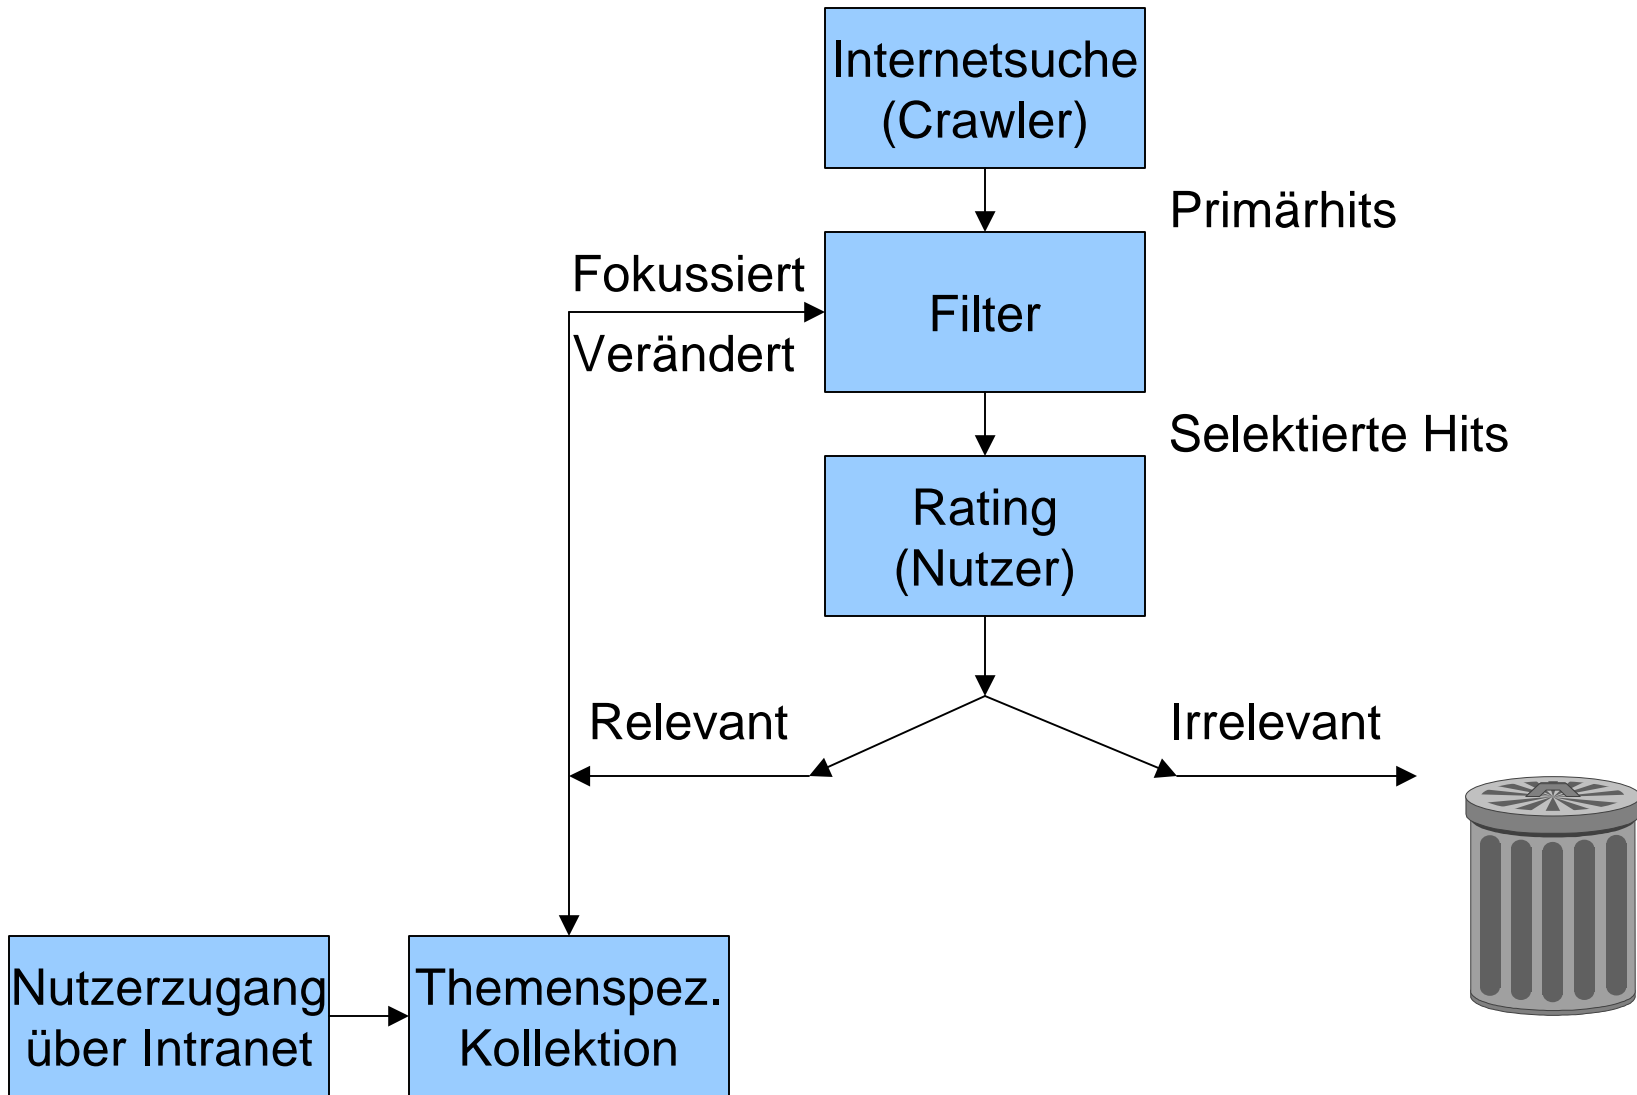 Internetsuche
(Crawler)
Primärhits
Fokussiert
Verändert
Filter
Selektierte Hits
Rating
(Nutzer)
Relevant
Irrelevant
Nutzerzugang
über Intranet
Themenspez.
Kollektion